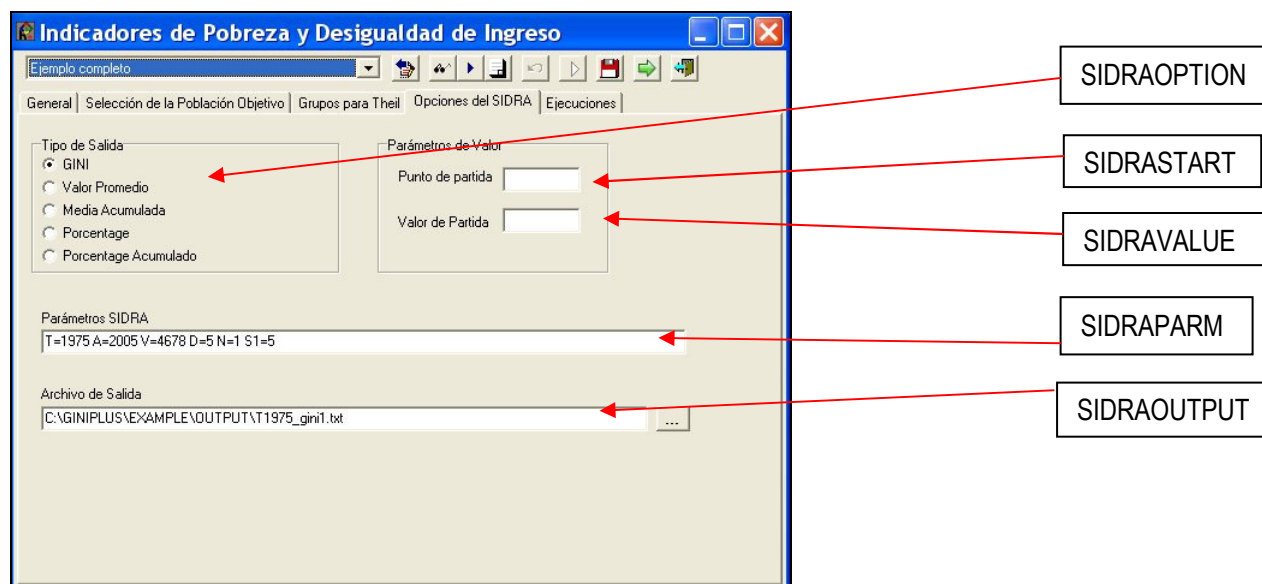 Indicadores de Pobreza y Desigualdad de Ingreso
Ejemplo completo
General Selección de la Población Objetivo Grupos para Theil Opciones del SIDRA Ejecuciones
Tipo de Salida
GINI
Valor Promedio
Media Acumulada
Porcentage
Porcentage Acumulado
Parámetros de Valor
Punto de partida
Valor de Partida
Parámetros SIDRA
T=1975 A=2005 V=4678 D=5 N=1 S1=5
Archivo de Salida
C:\GINIPLUS\EXAMPLE\OUTPUT\T1975_gini1.txt
...
SIDRAOPTION
SIDRASTART
SIDRAVALUE
SIDRAPARM
SIDRAOUTPUT